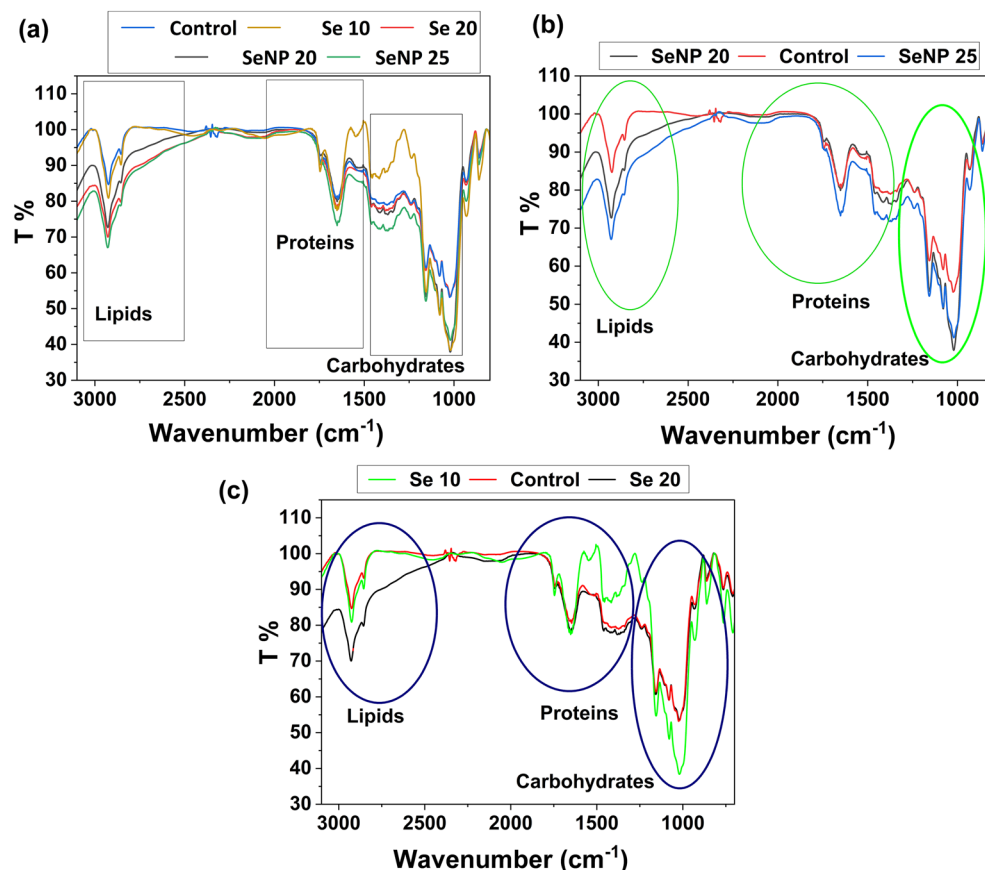 (a)
Control Se 10 Se 20
SeNP 20 SeNP 25
110
100
90
80
70
60
50
40
30
T %
Lipids
Proteins
Carbohydrates
3000 2500 2000 1500 1000
Wavenumber (cm⁻¹)
(b)
SeNP 20 Control SeNP 25
110
100
90
80
70
60
50
40
30
T %
Lipids
Proteins
Carbohydrates
3000 2500 2000 1500 1000
Wavenumber (cm⁻¹)
(c)
Se 10 Control Se 20
110
100
90
80
70
60
50
40
30
T %
Lipids
Proteins
Carbohydrates
3000 2500 2000 1500 1000
Wavenumber (cm⁻¹)